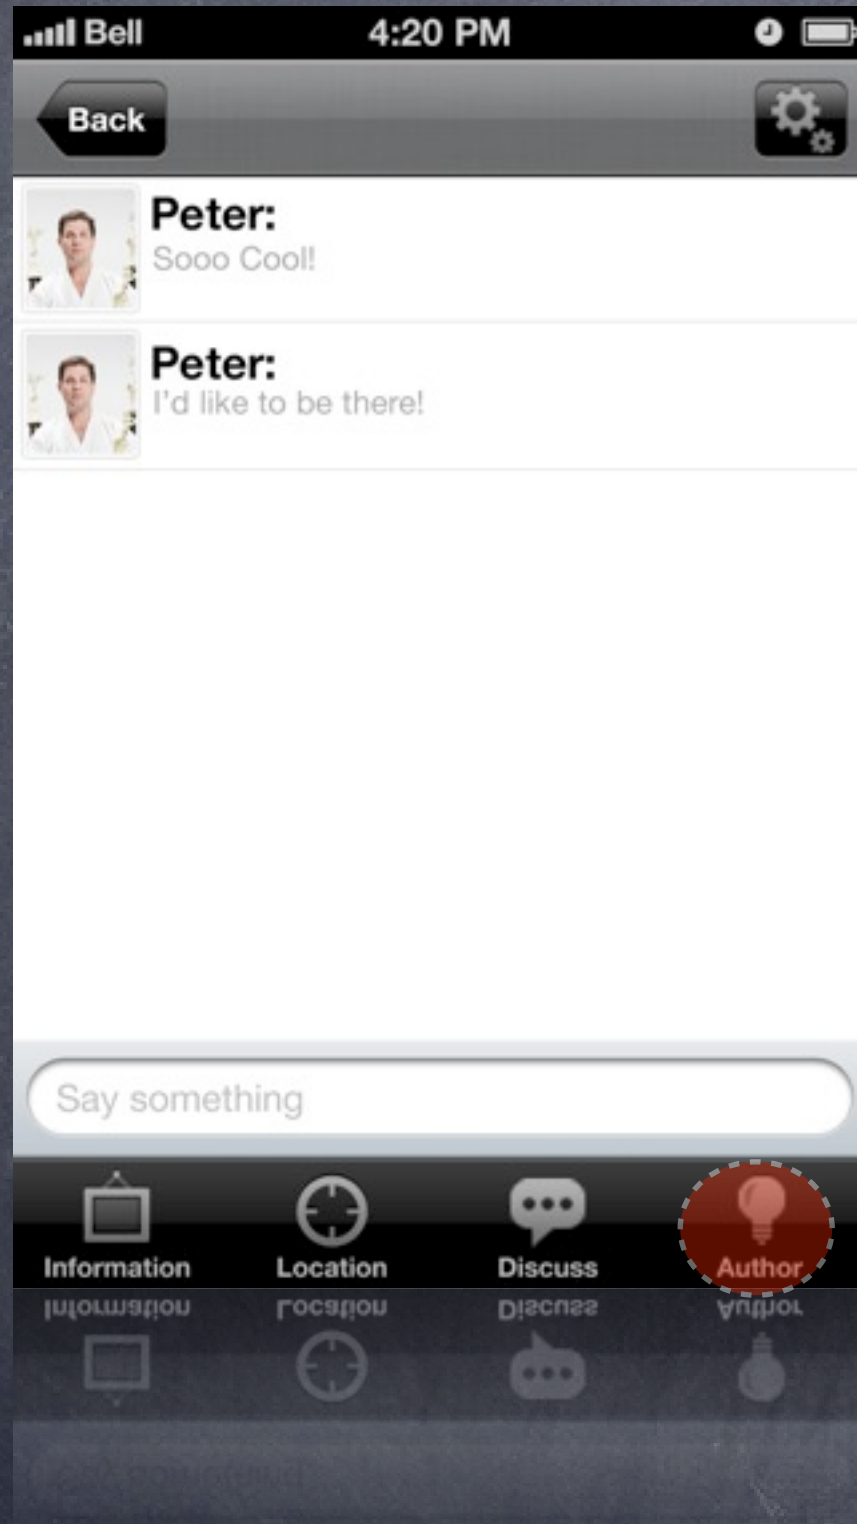 Bell 4:20 PM
Back
Peter:
Sooo Cool!
Peter:
I'd like to be there!
Say something
Information Location Discuss Author